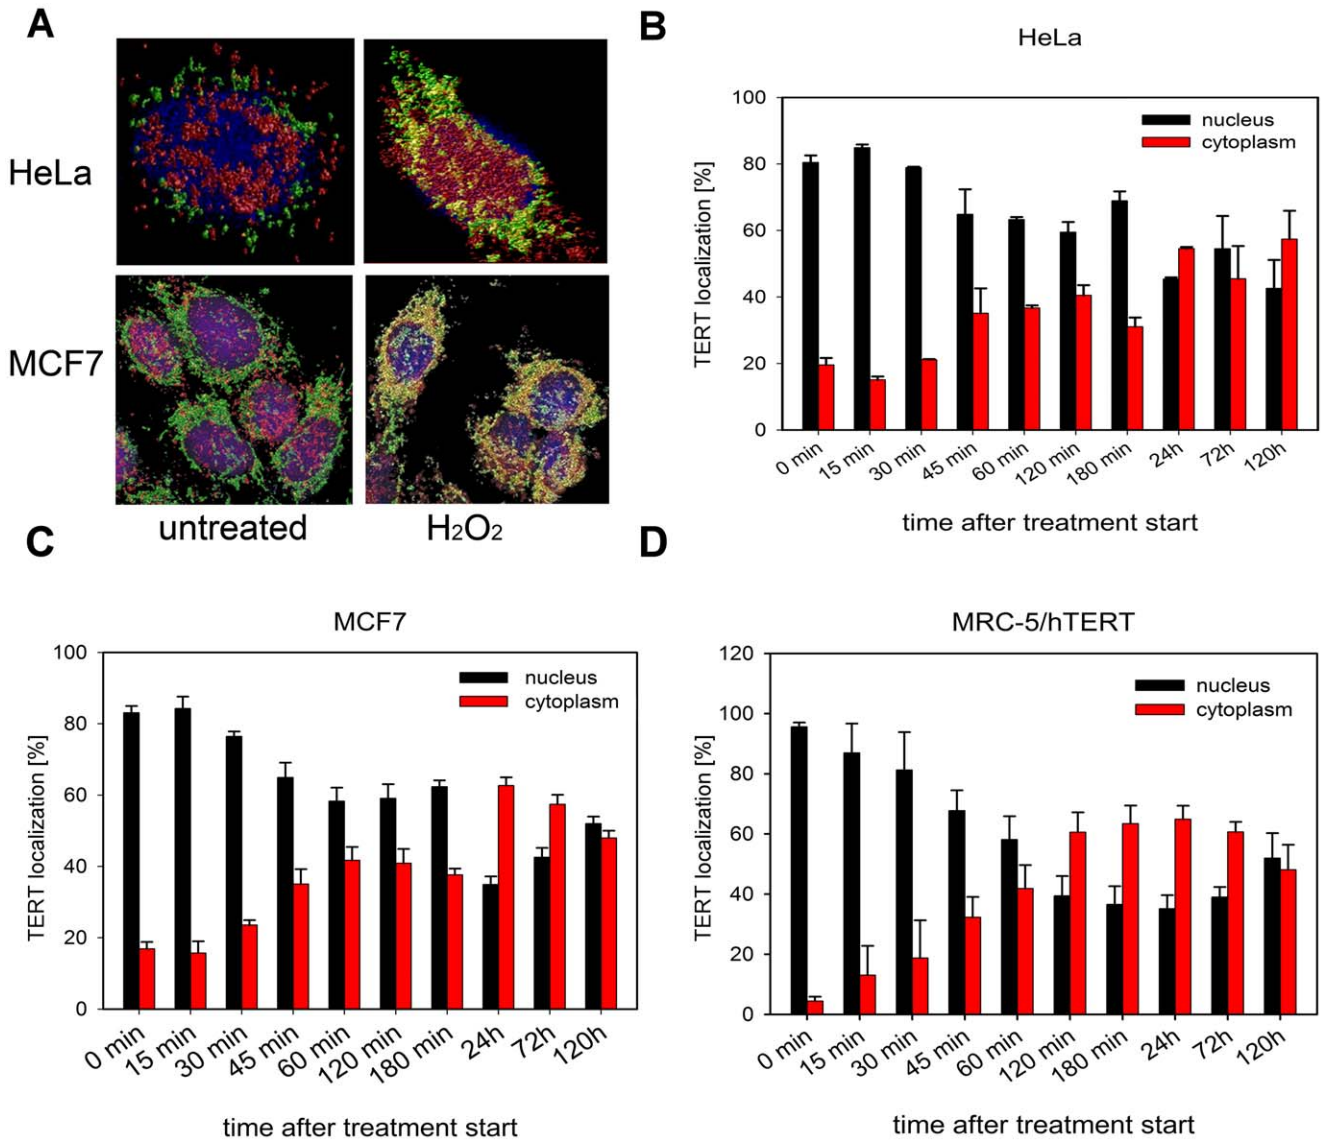 A
HeLa
MCF7
untreated
H₂O₂
B
HeLa
nucleus
cytoplasm
TERT localization [%]
100
80
60
40
20
0
0 min
15 min
30 min
45 min
60 min
120 min
180 min
24h
72h
120h
time after treatment start
C
MCF7
nucleus
cytoplasm
TERT localization [%]
100
80
60
40
20
0
0 min
15 min
30 min
45 min
60 min
120 min
180 min
24h
72h
120h
time after treatment start
D
MRC-5/hTERT
nucleus
cytoplasm
TERT localization [%]
120
100
80
60
40
20
0
0 min
15 min
30 min
45 min
60 min
120 min
180 min
24h
72h
120h
time after treatment start